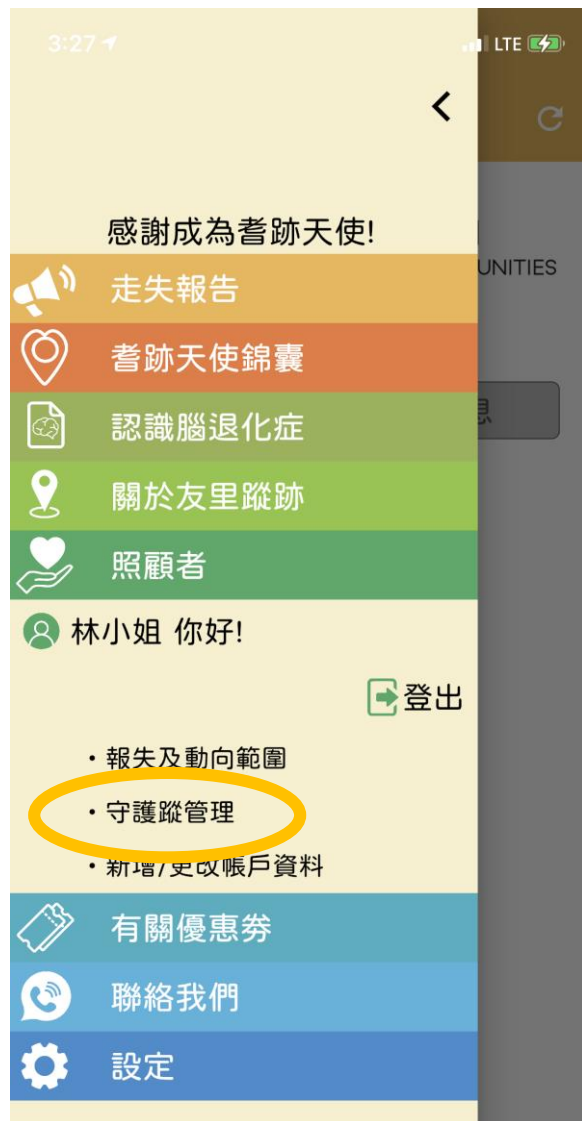 3:27
LTE
感謝成為耆跡天使!
UNITIES
走失報告
耆跡天使錦囊
息
認識腦退化症
關於友里蹤跡
照顧者
林小姐 你好!
登出
・報失及動向範圍
・守護蹤管理
・新增/更改帳戶資料
有關優惠券
聯絡我們
設定